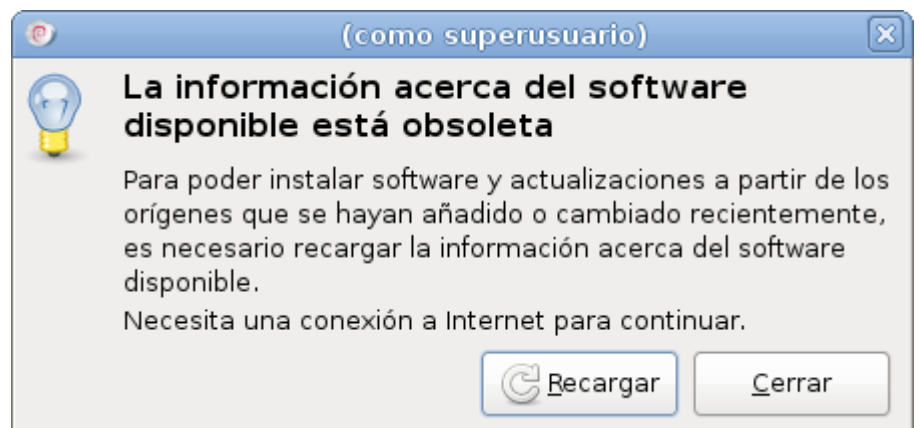 (como superusuario)
La información acerca del software
disponible está obsoleta
Para poder instalar software y actualizaciones a partir de los
orígenes que se hayan añadido o cambiado recientemente,
es necesario recargar la información acerca del software
disponible.
Necesita una conexión a Internet para continuar.
Recargar
Cerrar